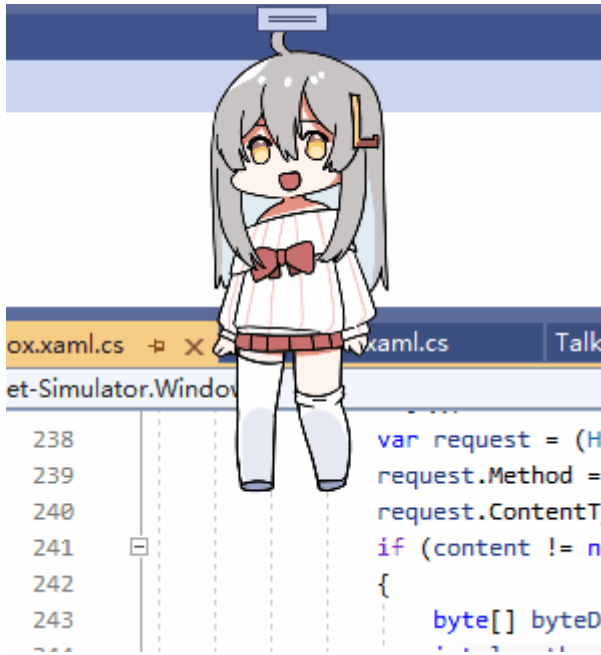 ox.xaml.cs xaml.cs Talk
et-Simulator.Windov
238 var request = (H
239 request.Method =
240 request.ContentT
241 if (content != n
242 {
243 byte[] byteD